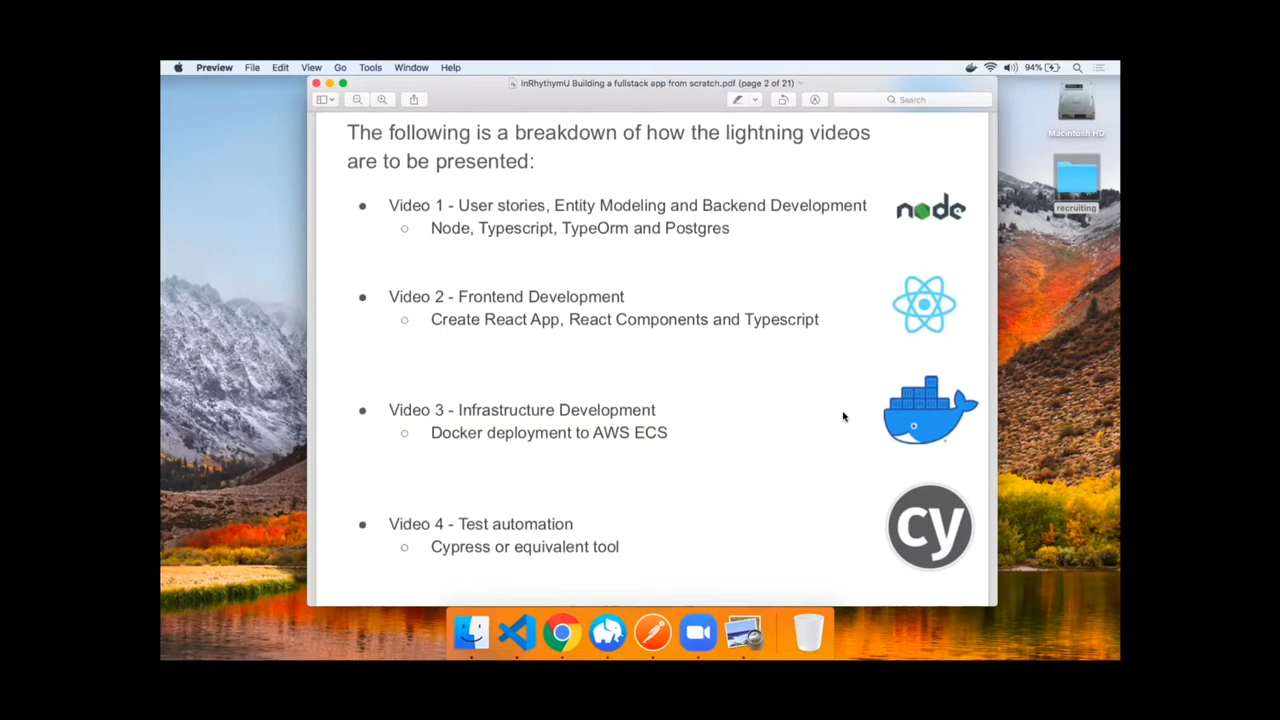 Preview File Edit View Go Tools Window Help 94%
InRhythymU Building a fullstack app from scratch.pdf (page 2 of 21)
Search
The following is a breakdown of how the lightning videos
are to be presented:
● Video 1 - User stories, Entity Modeling and Backend Development
○ Node, Typescript, TypeOrm and Postgres
node
● Video 2 - Frontend Development
○ Create React App, React Components and Typescript
● Video 3 - Infrastructure Development
○ Docker deployment to AWS ECS
● Video 4 - Test automation
○ Cypress or equivalent tool
cy
Macintosh HD
recruiting